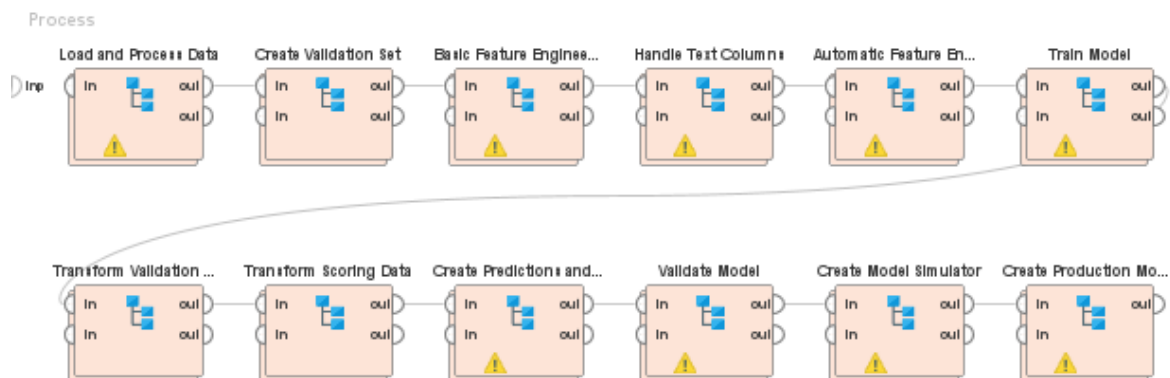 Process
Load and Process Data Create Validation Set Basic Feature Enginee... Handle Text Columns Automatic Feature En... Train Model
inp in out in out in out in out in out in out
in out in out in out in out in out in out
Transform Validation ... Transform Scoring Data Create Predictions and... Validate Model Create Model Simulator Create Production Mo...
in out in out in out in out in out in out
in out in out in out in out in out in out